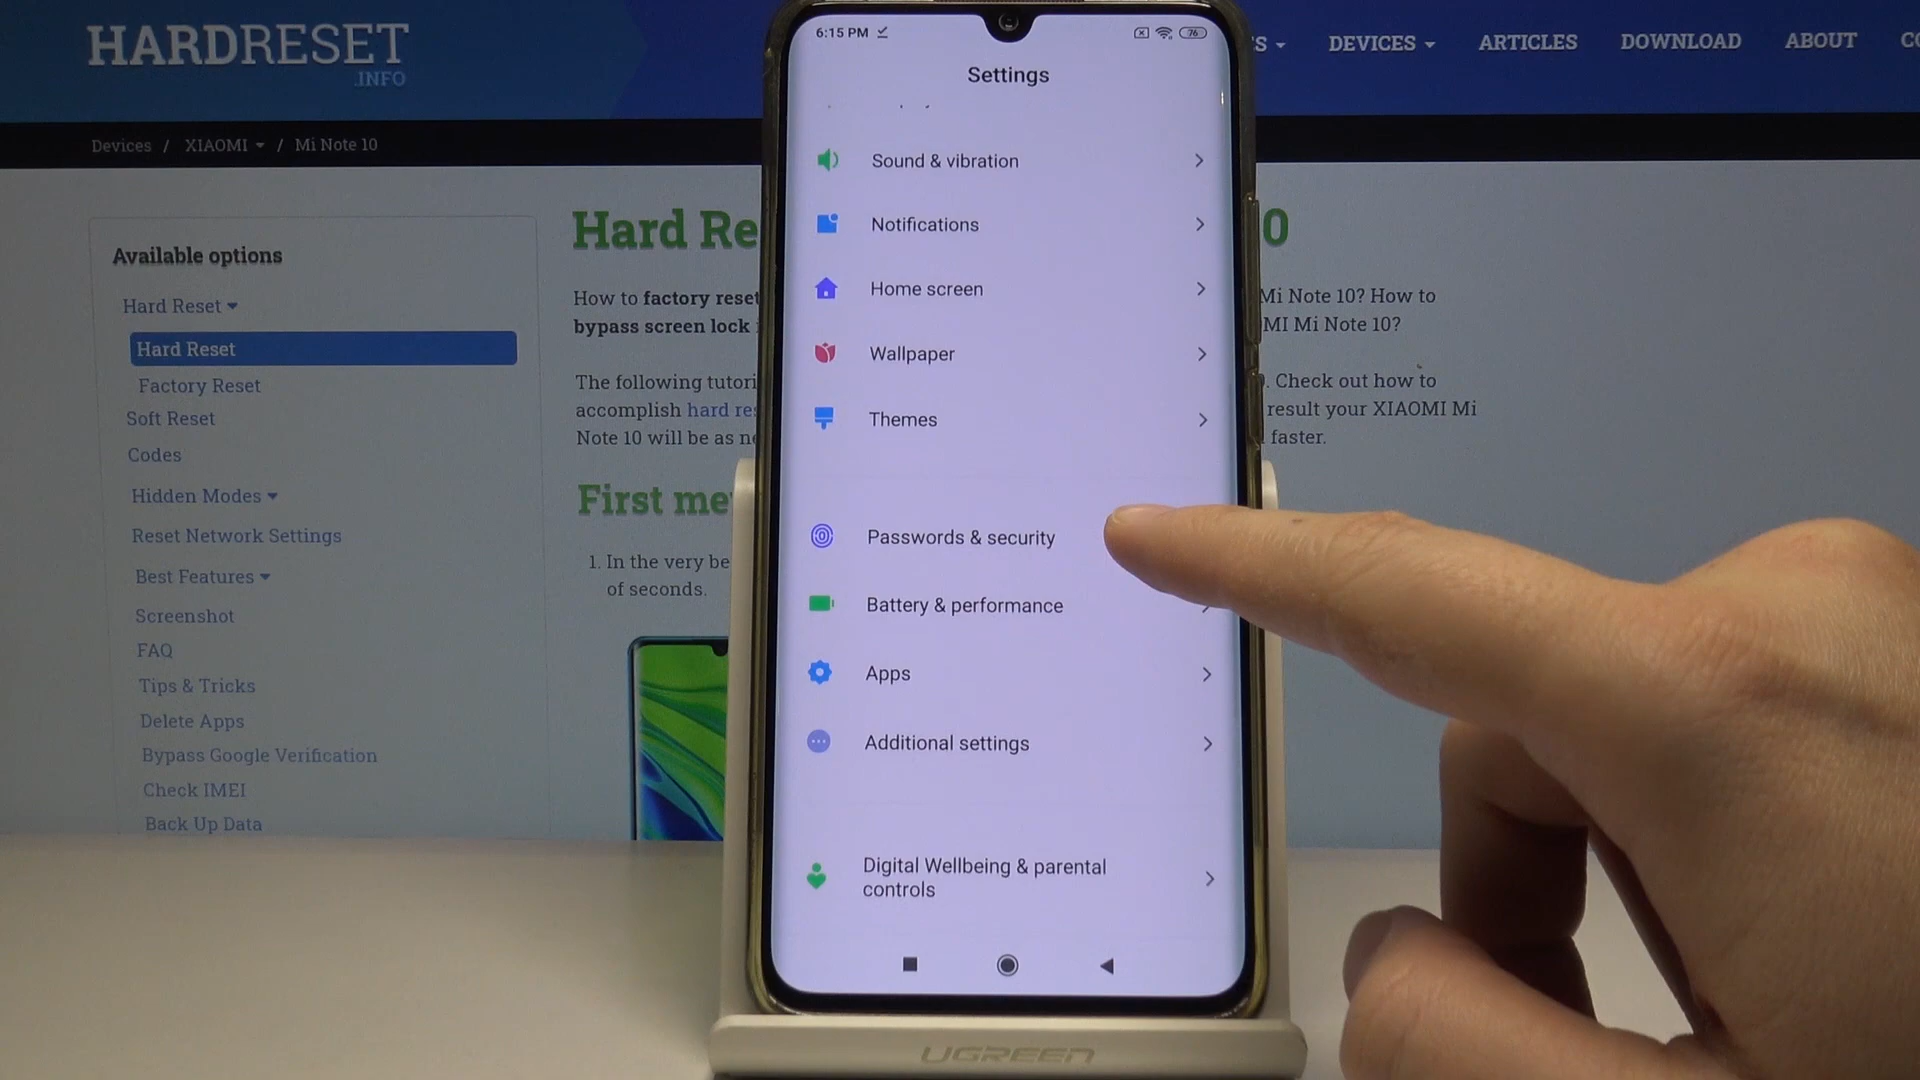 HARDRESET
.INFO
DEVICES
ARTICLES
DOWNLOAD
ABOUT
Devices / XIAOMI / Mi Note 10
Available options
Hard Reset
Hard Reset
Factory Reset
Soft Reset
Codes
Hidden Modes
Reset Network Settings
Best Features
Screenshot
FAQ
Tips & Tricks
Delete Apps
Bypass Google Verification
Check IMEI
Back Up Data
Hard Re
0
How to factory reset
Mi Note 10? How to
bypass screen lock
MI Mi Note 10?
The following tutori
. Check out how to
accomplish hard re
result your XIAOMI Mi
Note 10 will be as
faster.
First me
1. In the very be
of seconds.
6:15 PM
76
Settings
Sound & vibration
Notifications
Home screen
Wallpaper
Themes
Passwords & security
Battery & performance
Apps
Additional settings
Digital Wellbeing & parental
controls
UGREEN